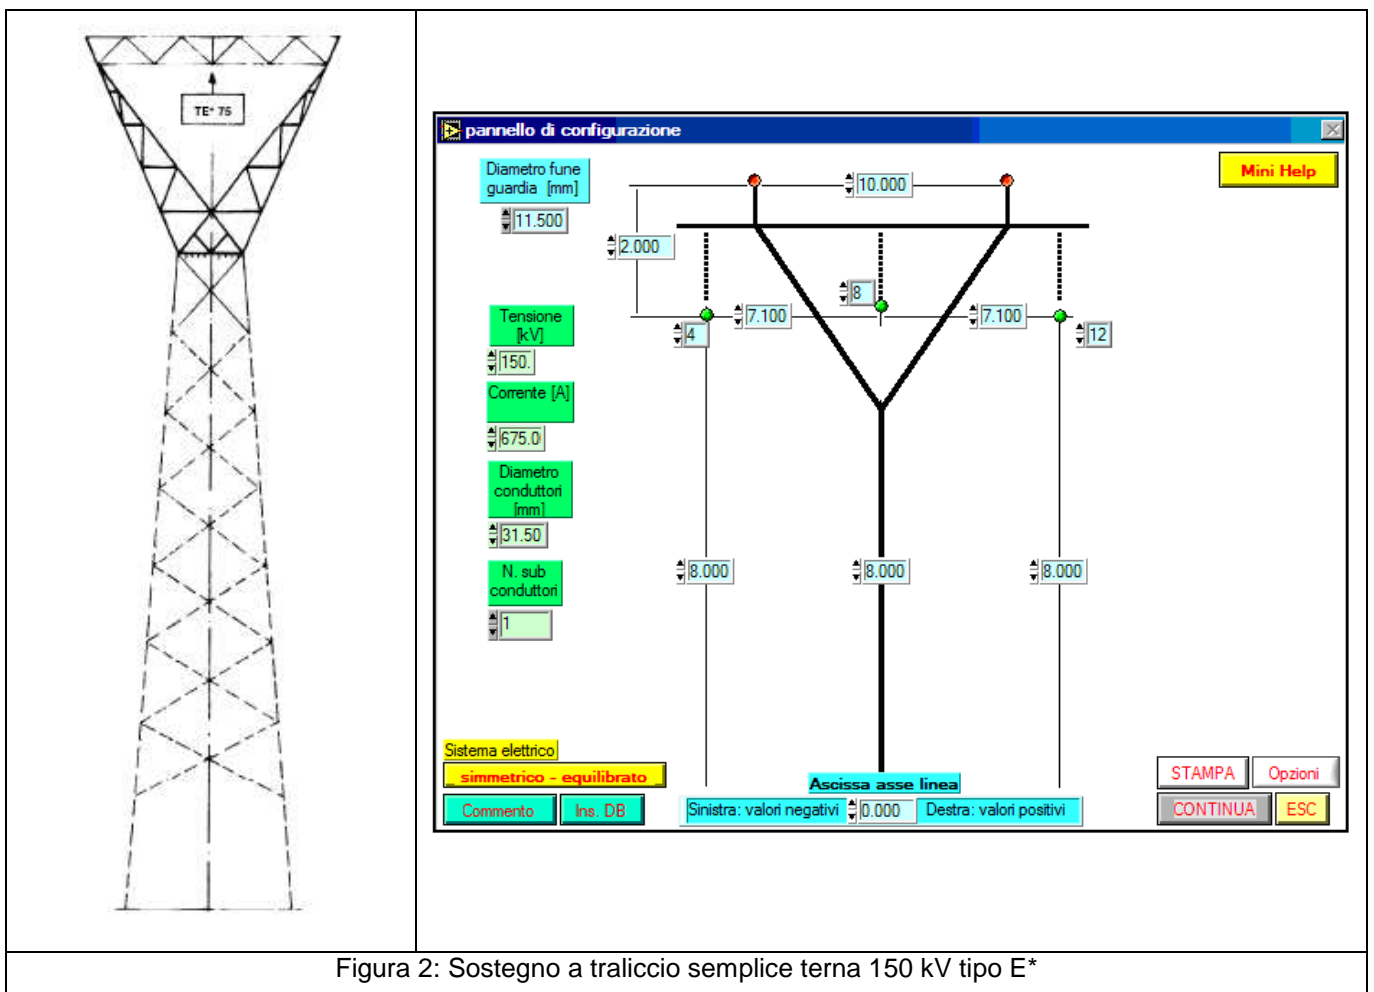 TE* 75
pannello di configurazione
Diametro fune
guardia [mm]
11.500
10.000
Mini Help
2.000
8
Tensione
[kV]
150.
7.100
7.100
4
12
Corrente [A]
675.0
Diametro
conduttori
[mm]
31.50
N. sub
conduttori
1
8.000
8.000
8.000
Sistema elettrico
simmetrico - equilibrato
Commento
Ins. DB
Ascissa asse linea
Sinistra: valori negativi
0.000
Destra: valori positivi
STAMPA
Opzioni
CONTINUA
ESC
Figura 2: Sostegno a traliccio semplice terna 150 kV tipo E*